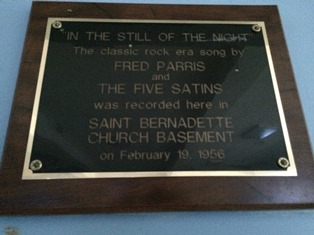 "IN THE STILL OF THE NIGHT
The classic rock era song by
FRED PARRIS
and
THE FIVE SATINS
was recorded here in
SAINT BERNADETTE
CHURCH BASEMENT
on February 19, 1956